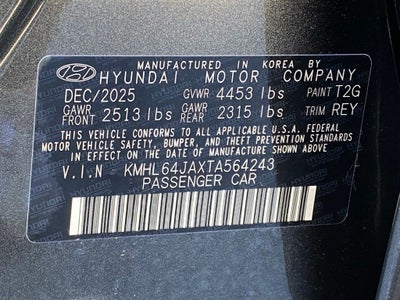 MANUFACTURED IN KOREA BY
HYUNDAI MOTOR COMPANY
DEC/2025 GVWR 4453 lbs PAINT T2G
GAWR FRONT 2513 lbs GAWR REAR 2315 lbs TRIM REY
THIS VEHICLE CONFORMS TO ALL APPLICABLE U.S.A. FEDERAL
MOTOR VEHICLE SAFETY, BUMPER, AND THEFT PREVENTION STANDARDS
IN EFFECT ON THE DATE OF MANUFACTURE SHOWN ABOVE.
V.I.N - KMHL64JAXTA564243
PASSENGER CAR